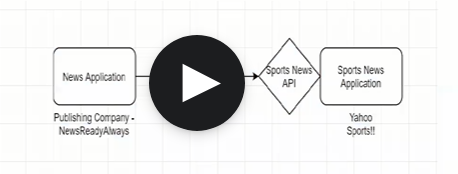 News Application
Sports News
API
Sports News
Application
Publishing Company -
NewsReadyAlways
Yahoo
Sports!!